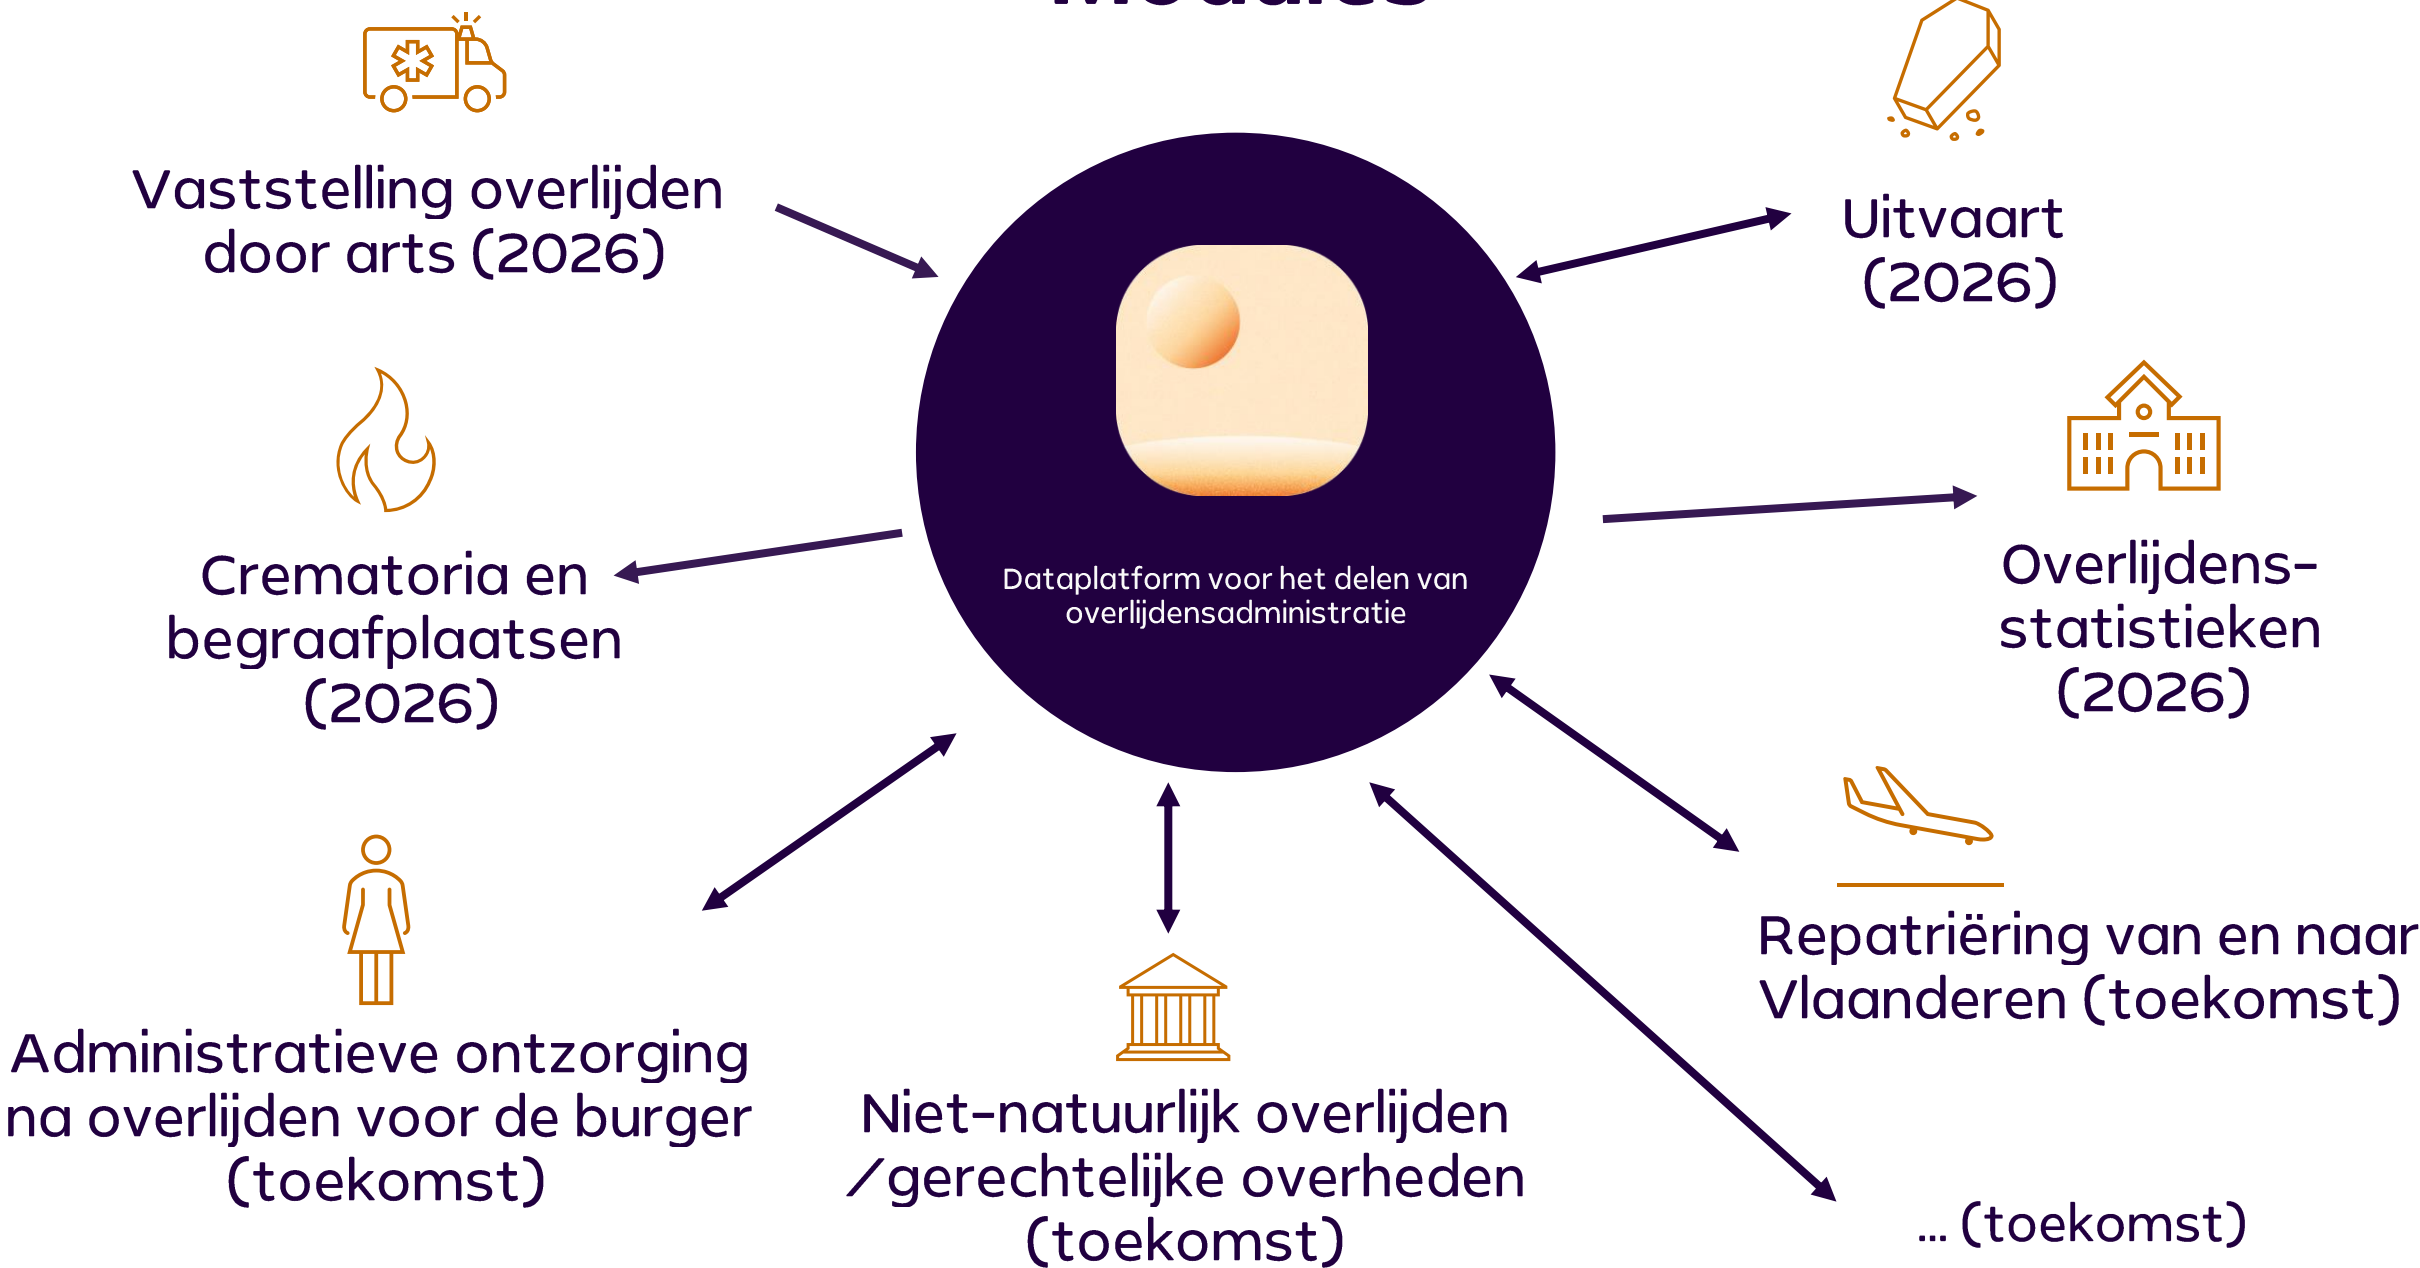 Modules
Vaststelling overlijden
door arts (2026)
Uitvaart
(2026)
Crematoria en
begraafplaatsen
(2026)
Dataplatform voor het delen van
overlijdensadministratie
Overlijdens-
statistieken
(2026)
Repatriëring van en naar
Vlaanderen (toekomst)
Administratieve ontzorging
na overlijden voor de burger
(toekomst)
Niet-natuurlijk overlijden
/gerechtelijke overheden
(toekomst)
... (toekomst)